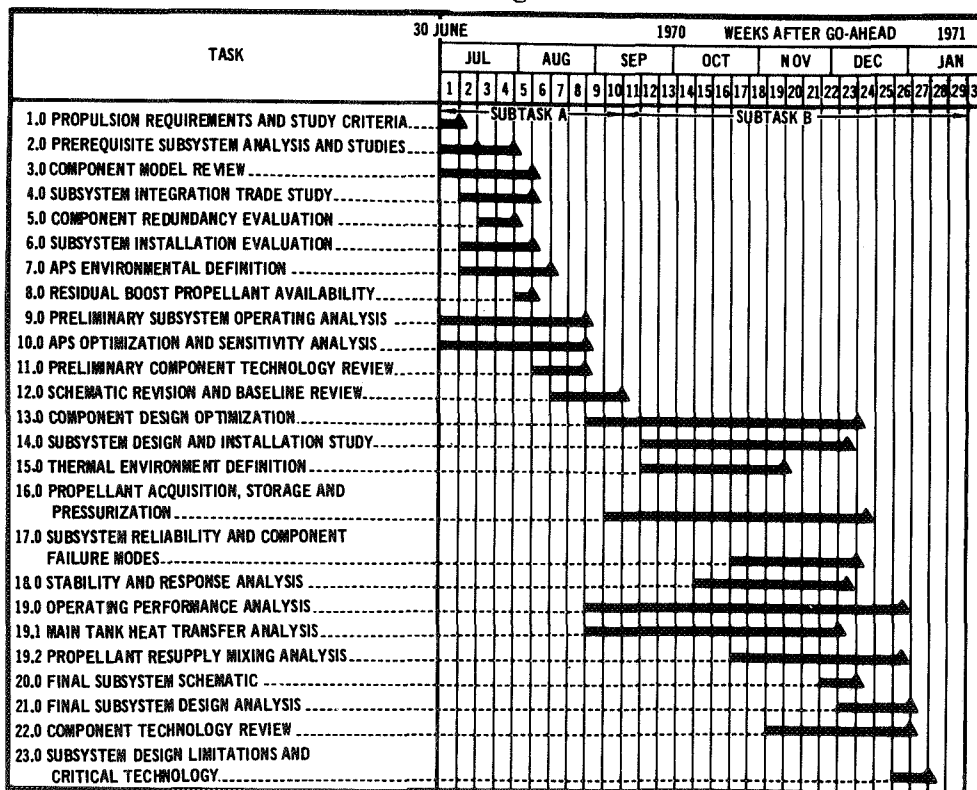 30 JUNE 1970 WEEKS AFTER GO-AHEAD 1971
TASK
JUL AUG SEP OCT NOV DEC JAN
1 2 3 4 5 6 7 8 9 10 11 12 13 14 15 16 17 18 19 20 21 22 23 24 25 26 27 28 29 3
SUBTASK A SUBTASK B
1.0 PROPULSION REQUIREMENTS AND STUDY CRITERIA
2.0 PREREQUISITE SUBSYSTEM ANALYSIS AND STUDIES
3.0 COMPONENT MODEL REVIEW
4.0 SUBSYSTEM INTEGRATION TRADE STUDY
5.0 COMPONENT REDUNDANCY EVALUATION
6.0 SUBSYSTEM INSTALLATION EVALUATION
7.0 APS ENVIRONMENTAL DEFINITION
8.0 RESIDUAL BOOST PROPELLANT AVAILABILITY
9.0 PRELIMINARY SUBSYSTEM OPERATING ANALYSIS
10.0 APS OPTIMIZATION AND SENSITIVITY ANALYSIS
11.0 PRELIMINARY COMPONENT TECHNOLOGY REVIEW
12.0 SCHEMATIC REVISION AND BASELINE REVIEW
13.0 COMPONENT DESIGN OPTIMIZATION
14.0 SUBSYSTEM DESIGN AND INSTALLATION STUDY
15.0 THERMAL ENVIRONMENT DEFINITION
16.0 PROPELLANT ACQUISITION, STORAGE AND
PRESSURIZATION
17.0 SUBSYSTEM RELIABILITY AND COMPONENT
FAILURE MODES
18.0 STABILITY AND RESPONSE ANALYSIS
19.0 OPERATING PERFORMANCE ANALYSIS
19.1 MAIN TANK HEAT TRANSFER ANALYSIS
19.2 PROPELLANT RESUPPLY MIXING ANALYSIS
20.0 FINAL SUBSYSTEM SCHEMATIC
21.0 FINAL SUBSYSTEM DESIGN ANALYSIS
22.0 COMPONENT TECHNOLOGY REVIEW
23.0 SUBSYSTEM DESIGN LIMITATIONS AND
CRITICAL TECHNOLOGY